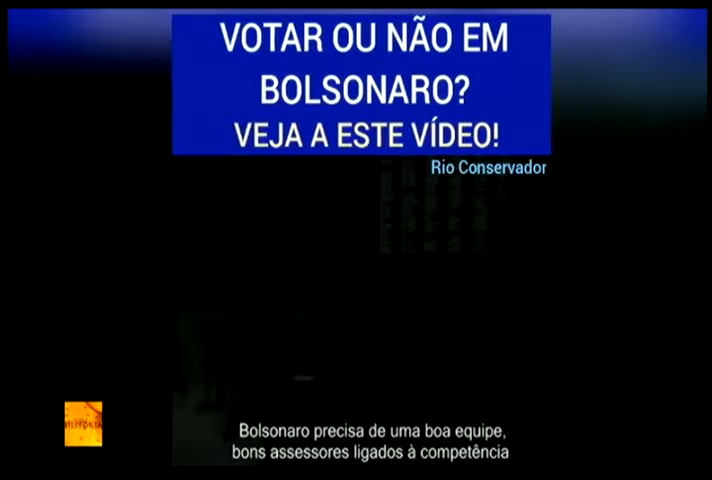 VOTAR OU NÃO EM
BOLSONARO?
VEJA A ESTE VÍDEO!
Rio Conservador
Bolsonaro precisa de uma boa equipe,
bons assessores ligados à competência